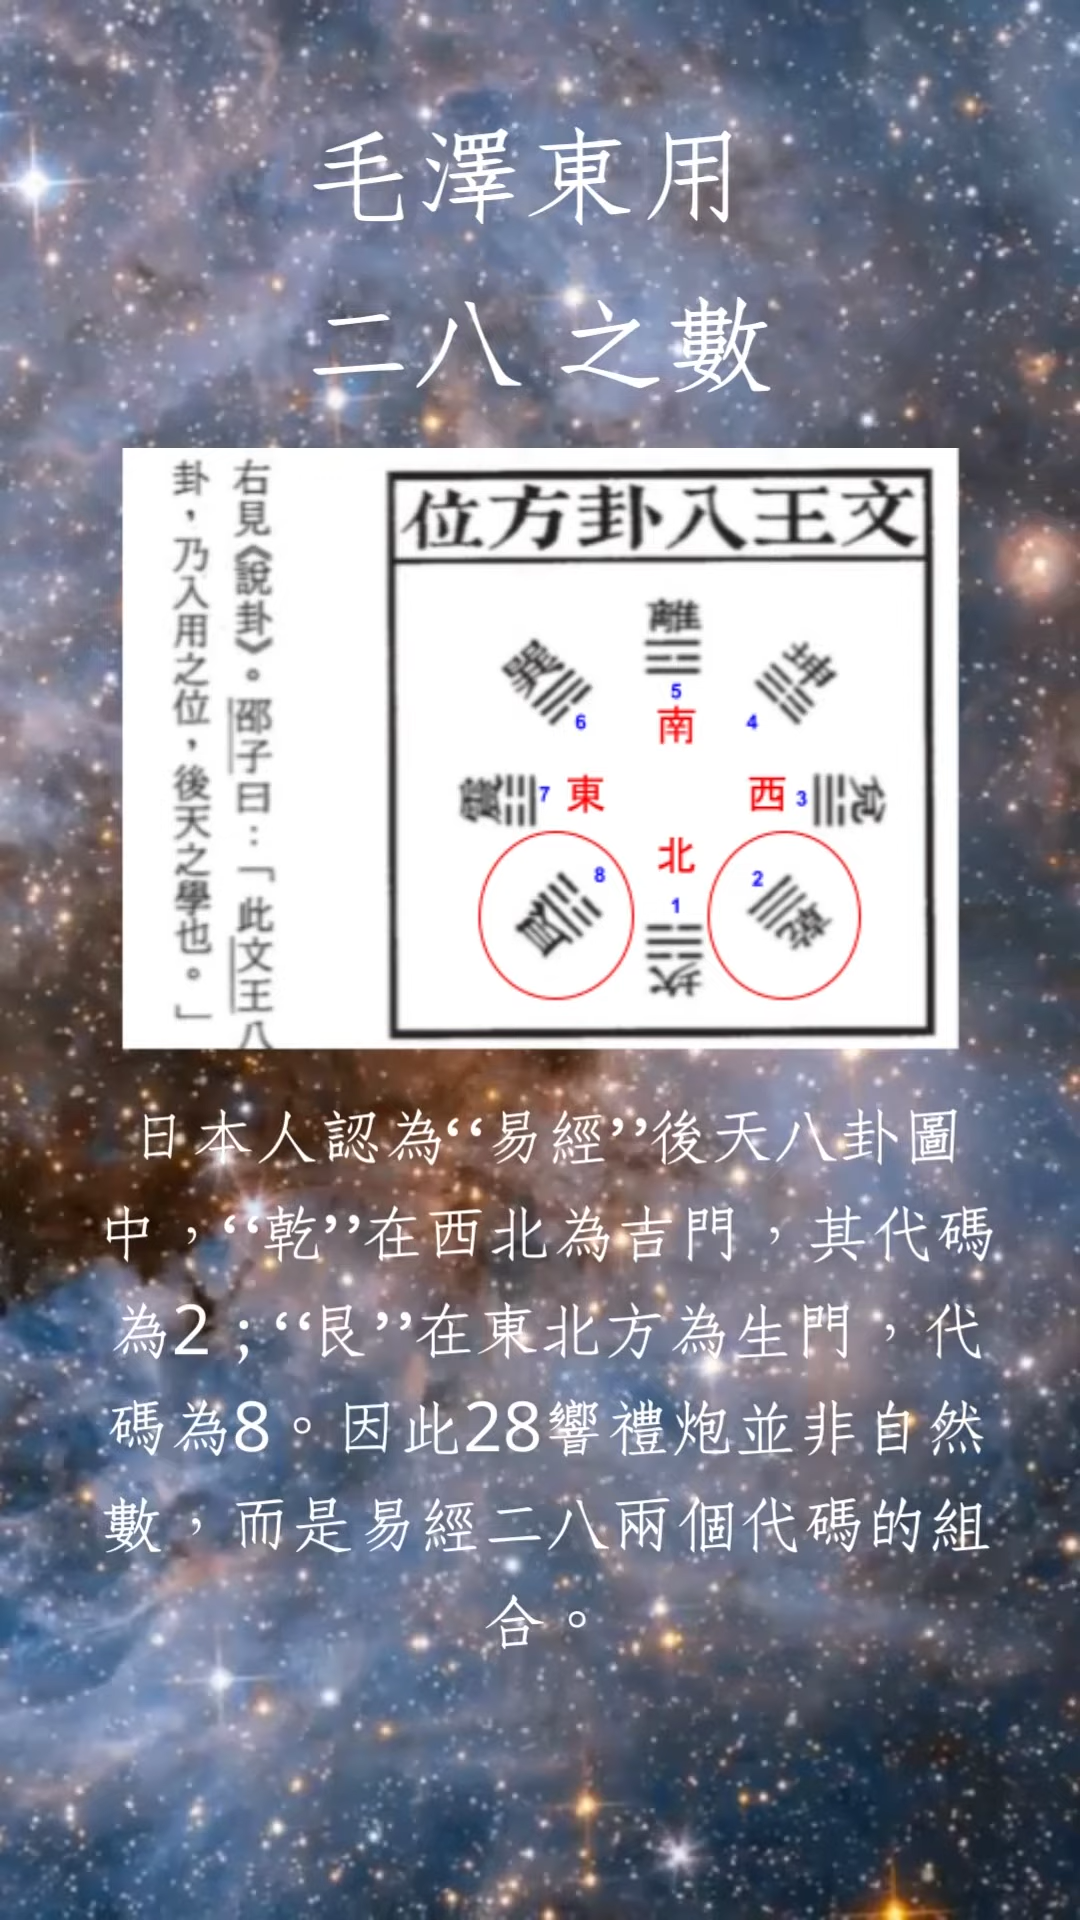 毛澤東用
二八 之數
右見《說卦》。邵子曰：「此文王八
卦，乃入用之位，後天之學也。」
位方卦八王文
離
巽
坤
5
6
南
4
震
7
東
西
3
兌
北
8
2
1
艮
乾
坎
日本人認為“易經”後天八卦圖
中，“乾”在西北為吉門，其代碼
為2；“艮”在東北方為生門，代
碼為8。因此28響禮炮並非自然
數，而是易經二八兩個代碼的組
合。